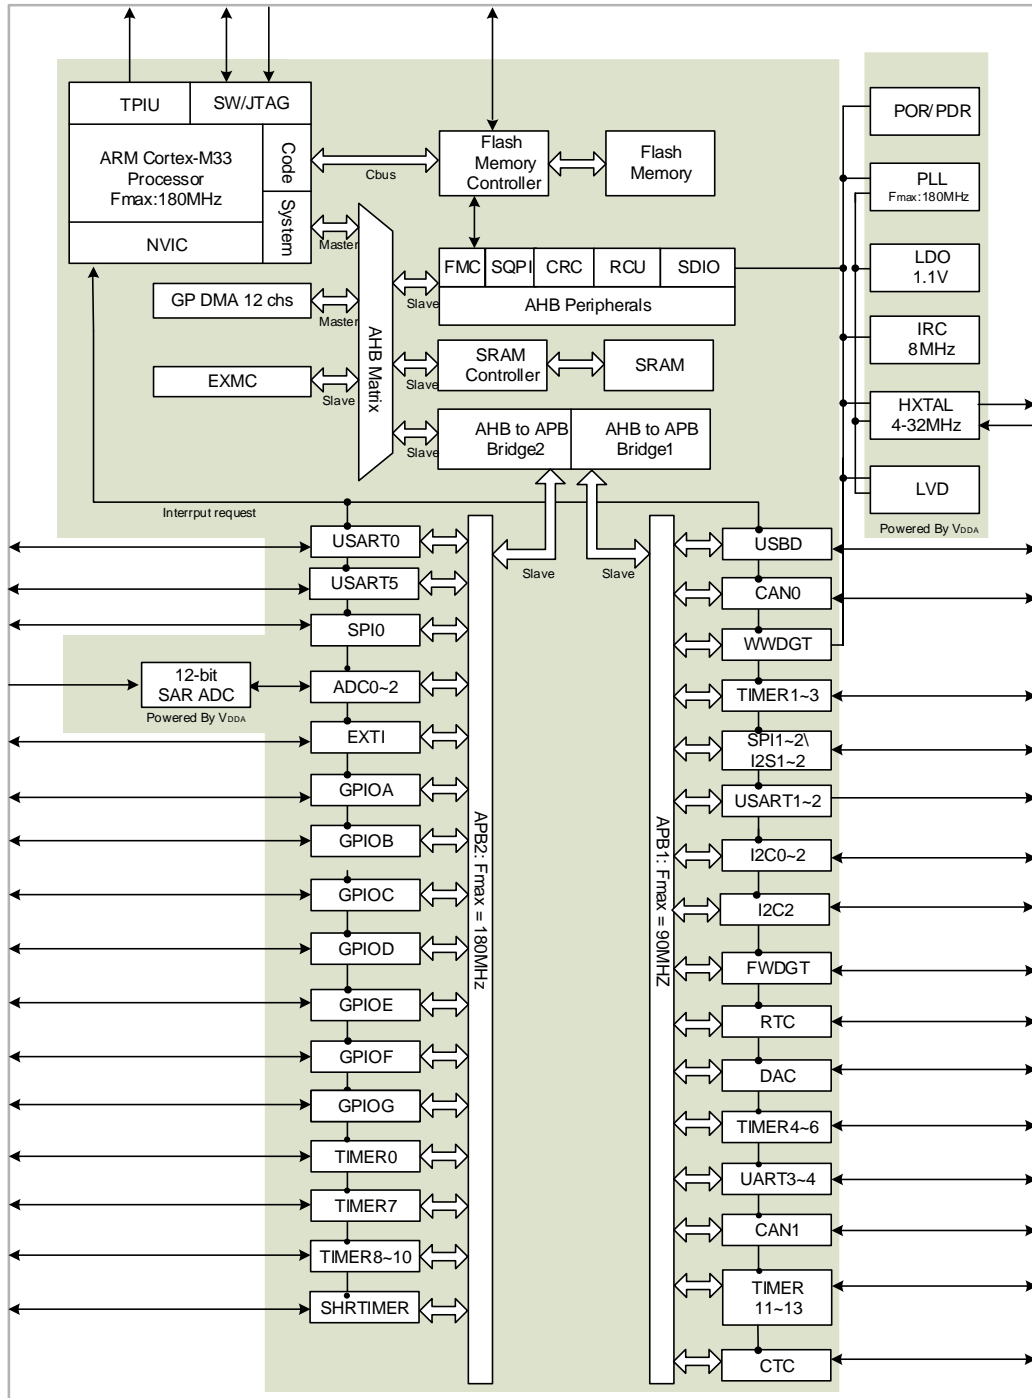 TPIU
SW/JTAG
ARM Cortex-M33
Processor
Fmax:180MHz
Code
System
NVIC
Cbus
Flash
Memory
Controller
Flash
Memory
Master
FMC
SQPI
CRC
RCU
SDIO
AHB Peripherals
Slave
GP DMA 12 chs
Master
AHB Matrix
EXMC
Slave
Slave
SRAM
Controller
SRAM
Slave
AHB to APB
Bridge2
AHB to APB
Bridge1
POR/PDR
PLL
Fmax:180MHz
LDO
1.1V
IRC
8MHz
HXTAL
4-32MHz
LVD
Powered By VDDA
Interrput request
Slave
Slave
USART0
USART5
SPI0
12-bit
SAR ADC
Powered By VDDA
ADC0~2
EXTI
GPIOA
GPIOB
GPIOC
GPIOD
GPIOE
GPIOF
GPIOG
TIMER0
TIMER7
TIMER8~10
SHRTIMER
APB2: Fmax = 180MHz
APB1: Fmax = 90MHZ
USBD
CAN0
WWDGT
TIMER1~3
SPI1~2\
I2S1~2
USART1~2
I2C0~2
I2C2
FWDGT
RTC
DAC
TIMER4~6
UART3~4
CAN1
TIMER
11~13
CTC